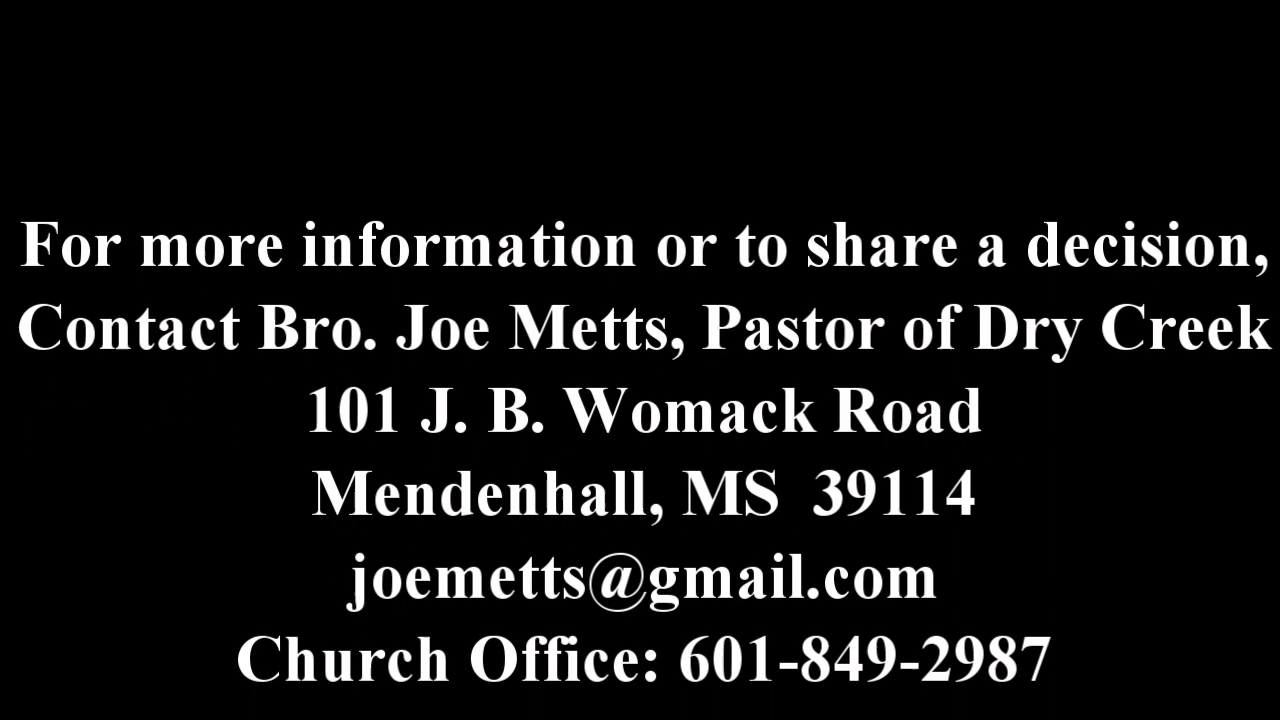 For more information or to share a decision,
Contact Bro. Joe Metts, Pastor of Dry Creek
101 J. B. Womack Road
Mendenhall, MS  39114
joemetts@gmail.com
Church Office: 601-849-2987